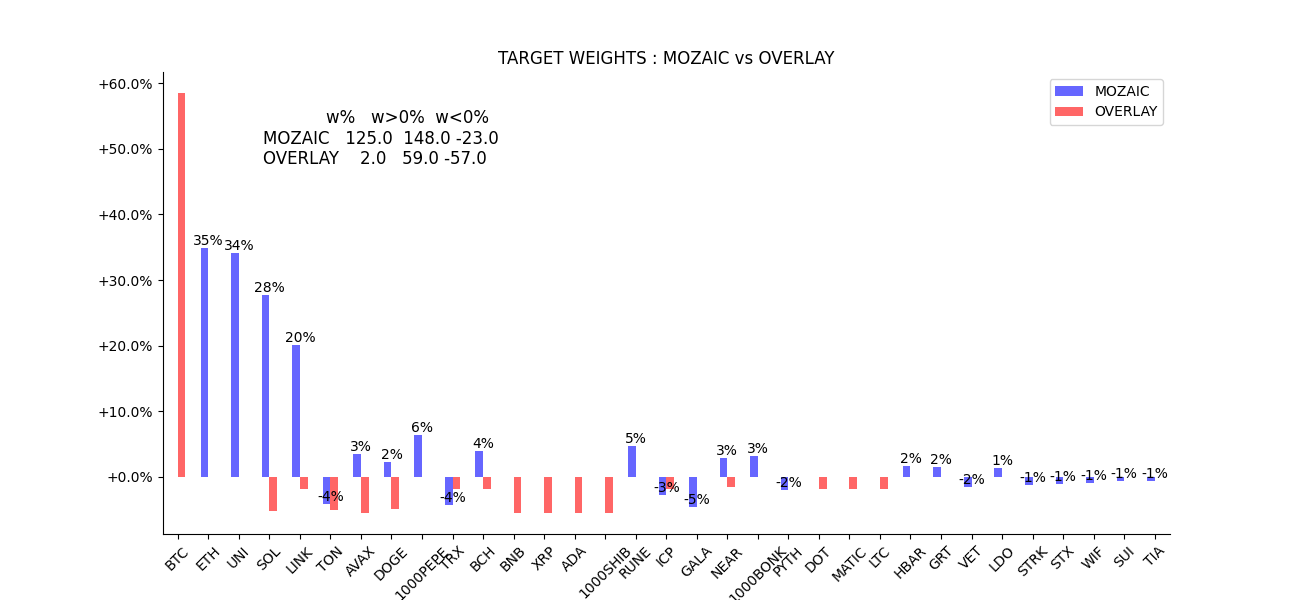 TARGET WEIGHTS : MOZAIC vs OVERLAY
+60.0%
+50.0%
+40.0%
+30.0%
+20.0%
+10.0%
+0.0%
MOZAIC
OVERLAY
w% w>0% w<0%
MOZAIC 125.0 148.0 -23.0
OVERLAY 2.0 59.0 -57.0
35%
34%
28%
20%
-4%
3%
2%
6%
-4%
4%
5%
-3%
-5%
3%
3%
-2%
2%
2%
-2%
1%
-1%
-1%
-1%
-1%
-1%
BTC
ETH
UNI
SOL
LINK
TON
AVAX
DOGE
1000PEPE
TRX
BCH
BNB
XRP
ADA
1000SHIB
RUNE
ICP
GALA
NEAR
1000BONK
PYTH
DOT
MATIC
LTC
HBAR
GRT
VET
LDO
STRK
STX
WIF
SUI
TIA